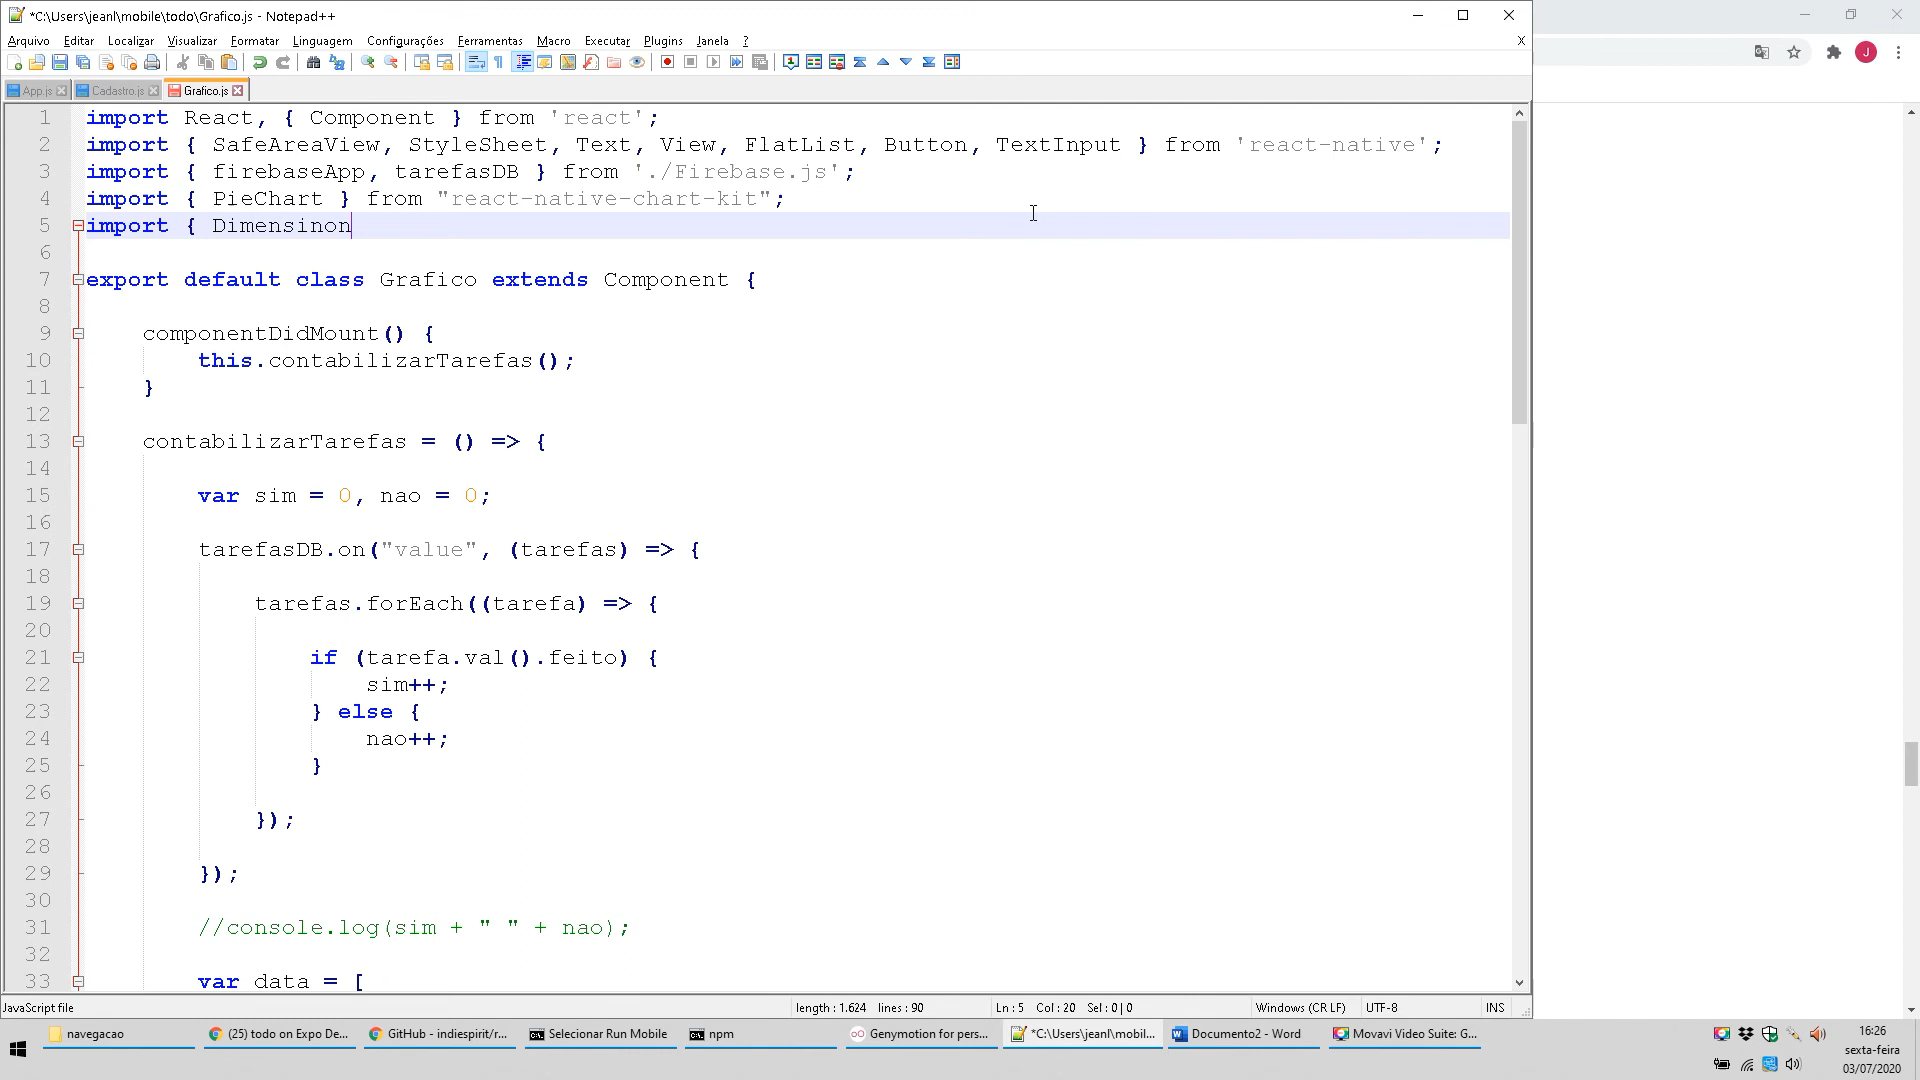 *C:\Users\jeanl\mobile\todo\Grafico.js - Notepad++
Arquivo Editar Localizar Visualizar Formatar Linguagem Configurações Ferramentas Macro Executar Plugins Janela ? X
J
App.js Cadastro.js Grafico.js
1 import React, { Component } from 'react';
2 import { SafeAreaView, StyleSheet, Text, View, FlatList, Button, TextInput } from 'react-native';
3 import { firebaseApp, tarefasDB } from './Firebase.js';
4 import { PieChart } from "react-native-chart-kit";
5 import { Dimensinon
6
7 export default class Grafico extends Component {
8
9 componentDidMount() {
10 this.contabilizarTarefas();
11 }
12
13 contabilizarTarefas = () => {
14
15 var sim = 0, nao = 0;
16
17 tarefasDB.on("value", (tarefas) => {
18
19 tarefas.forEach((tarefa) => {
20
21 if (tarefa.val().feito) {
22 sim++;
23 } else {
24 nao++;
25 }
26
27 });
28
29 });
30
31 //console.log(sim + " " + nao);
32
33 var data = [
JavaScript file length : 1.624 lines : 90 Ln : 5 Col : 20 Sel : 0 | 0 Windows (CR LF) UTF-8 INS
navegacao (25) todo on Expo De... GitHub - indiespirit/r... Selecionar Run Mobile npm Genymotion for pers... *C:\Users\jeanl\mobil... Documento2 - Word Movavi Video Suite: G...
16:26
sexta-feira
03/07/2020